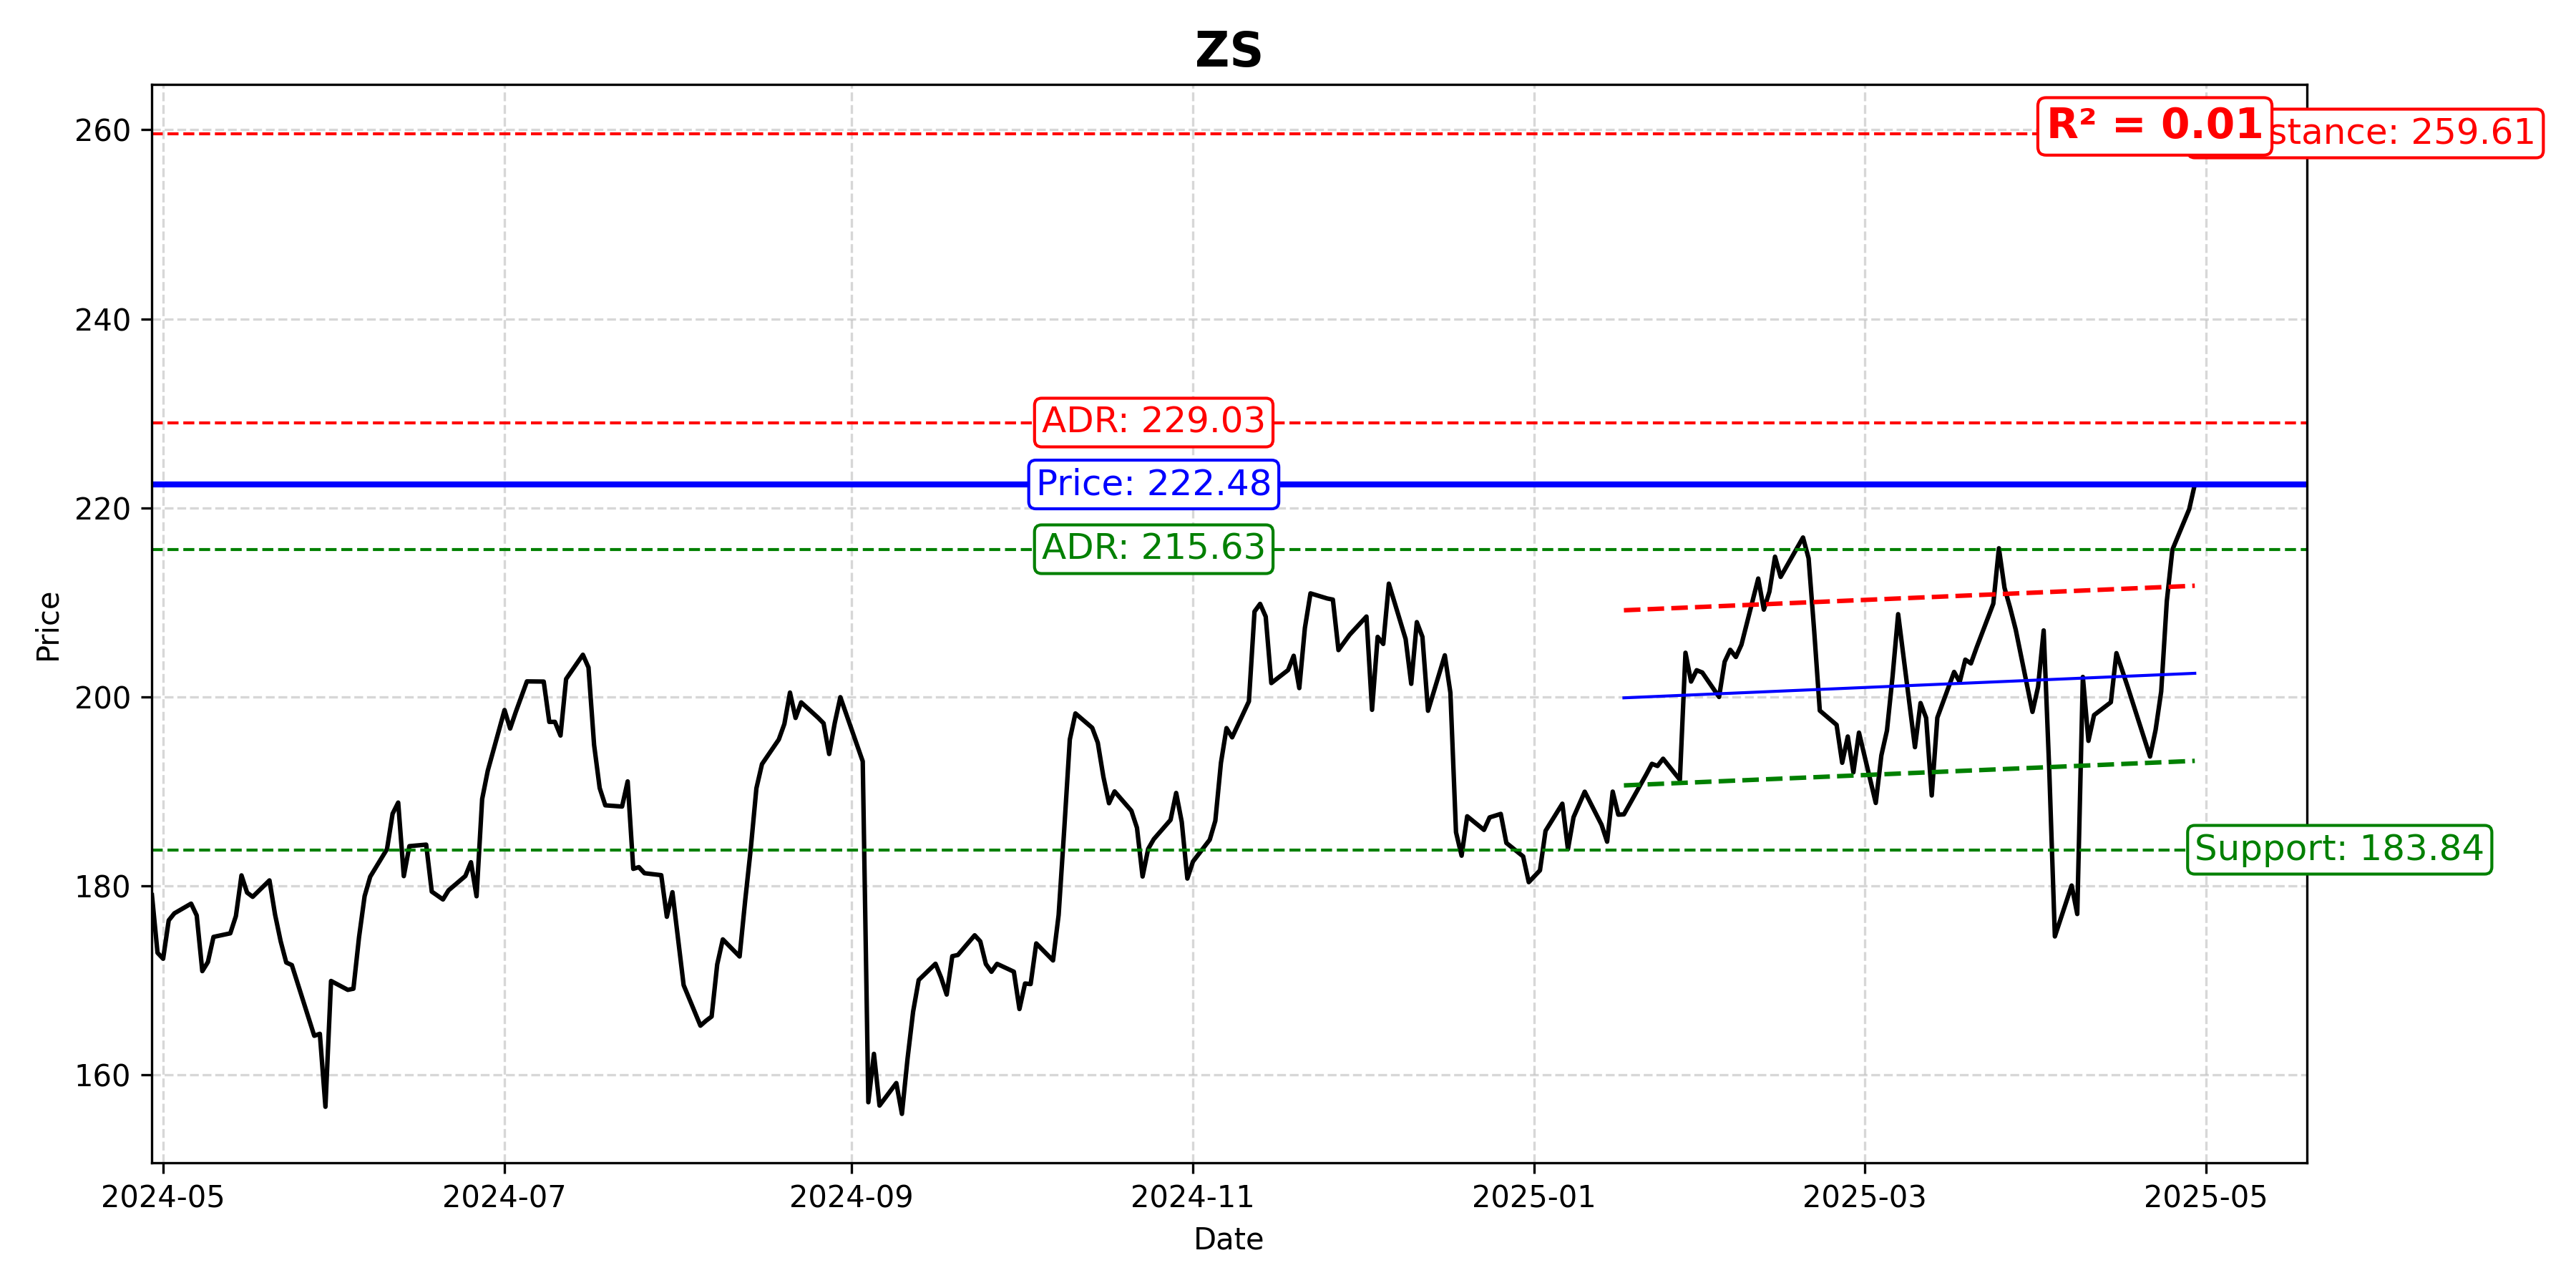 ZS
260
240
220
200
180
160
Price
R² = 0.01
stance: 259.61
ADR: 229.03
Price: 222.48
ADR: 215.63
Support: 183.84
2024-05
2024-07
2024-09
2024-11
2025-01
2025-03
2025-05
Date